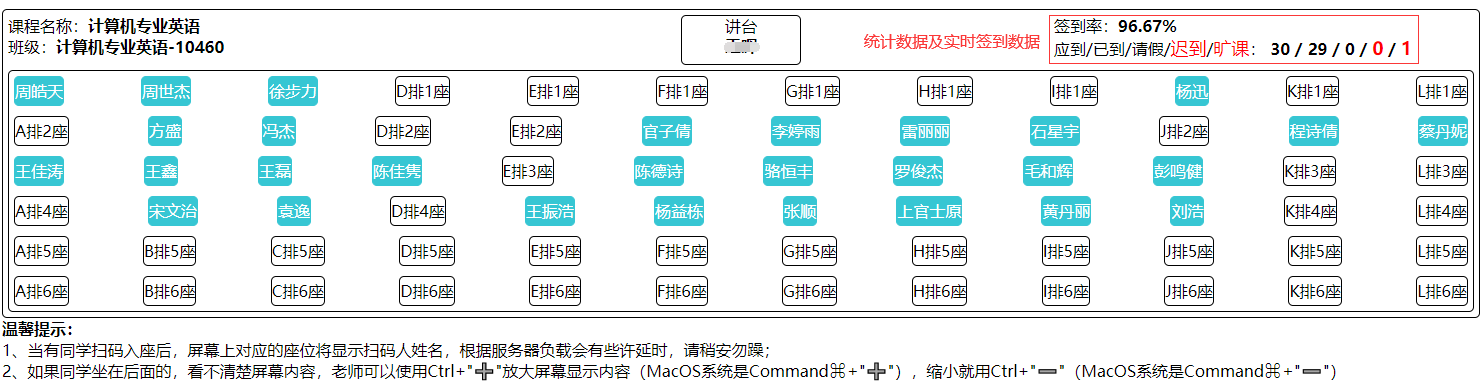 课程名称：计算机专业英语
班级：计算机专业英语-10460
讲台
统计数据及实时签到数据
签到率：96.67%
应到/已到/请假/迟到/旷课： 30 / 29 / 0 / 0 / 1
周皓天 周世杰 徐步力 D排1座 E排1座 F排1座 G排1座 H排1座 I排1座 杨迅 K排1座 L排1座
A排2座 方盛 冯杰 D排2座 E排2座 官子倩 李婷雨 雷丽丽 石星宇 J排2座 程诗倩 蔡丹妮
王佳涛 王鑫 王磊 陈佳隽 E排3座 陈德诗 骆恒丰 罗俊杰 毛和辉 彭鸣健 K排3座 L排3座
A排4座 宋文治 袁逸 D排4座 王振浩 杨益栋 张顺 上官士原 黄丹丽 刘洁 K排4座 L排4座
A排5座 B排5座 C排5座 D排5座 E排5座 F排5座 G排5座 H排5座 I排5座 J排5座 K排5座 L排5座
A排6座 B排6座 C排6座 D排6座 E排6座 F排6座 G排6座 H排6座 I排6座 J排6座 K排6座 L排6座
温馨提示：
1、当有同学扫码入座后，屏幕上对应的座位将显示扫码人姓名，根据服务器负载会有些许延时，请稍安勿躁；
2、如果同学坐在后面的，看不清楚屏幕内容，老师可以使用Ctrl+"➕"放大屏幕显示内容（MacOS系统是Command⌘+"➕"），缩小就用Ctrl+"➖"（MacOS系统是Command⌘+"➖"）